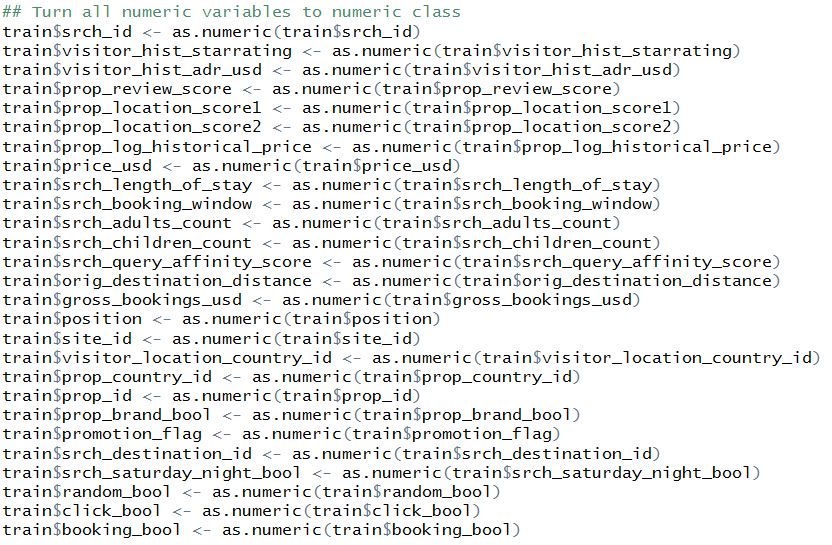 ## Turn all numeric variables to numeric class
train$srch_id <- as.numeric(train$srch_id)
train$visitor_hist_starrating <- as.numeric(train$visitor_hist_starrating)
train$visitor_hist_adr_usd <- as.numeric(train$visitor_hist_adr_usd)
train$prop_review_score <- as.numeric(train$prop_review_score)
train$prop_location_score1 <- as.numeric(train$prop_location_score1)
train$prop_location_score2 <- as.numeric(train$prop_location_score2)
train$prop_log_historical_price <- as.numeric(train$prop_log_historical_price)
train$price_usd <- as.numeric(train$price_usd)
train$srch_length_of_stay <- as.numeric(train$srch_length_of_stay)
train$srch_booking_window <- as.numeric(train$srch_booking_window)
train$srch_adults_count <- as.numeric(train$srch_adults_count)
train$srch_children_count <- as.numeric(train$srch_children_count)
train$srch_query_affinity_score <- as.numeric(train$srch_query_affinity_score)
train$orig_destination_distance <- as.numeric(train$orig_destination_distance)
train$gross_bookings_usd <- as.numeric(train$gross_bookings_usd)
train$position <- as.numeric(train$position)
train$site_id <- as.numeric(train$site_id)
train$visitor_location_country_id <- as.numeric(train$visitor_location_country_id)
train$prop_country_id <- as.numeric(train$prop_country_id)
train$prop_id <- as.numeric(train$prop_id)
train$prop_brand_bool <- as.numeric(train$prop_brand_bool)
train$promotion_flag <- as.numeric(train$promotion_flag)
train$srch_destination_id <- as.numeric(train$srch_destination_id)
train$srch_saturday_night_bool <- as.numeric(train$srch_saturday_night_bool)
train$random_bool <- as.numeric(train$random_bool)
train$click_bool <- as.numeric(train$click_bool)
train$booking_bool <- as.numeric(train$booking_bool)